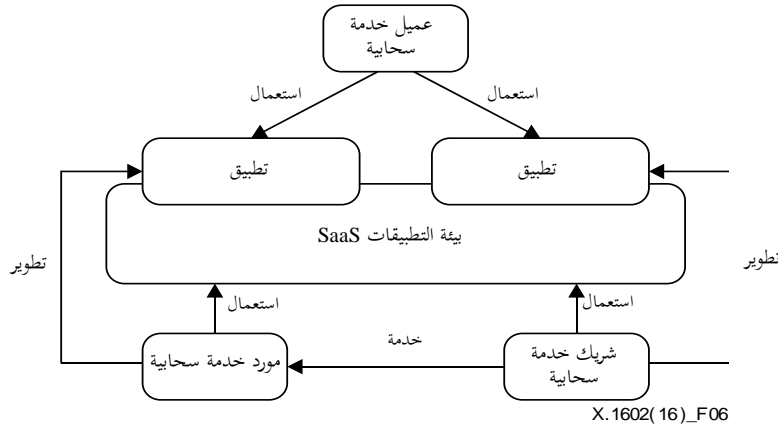 عميل خدمة
سحابية
استعمال
استعمال
تطبيق
تطبيق
بيئة التطبيقات SaaS
تطوير
تطوير
استعمال
استعمال
خدمة
مورد خدمة سحابية
شريك خدمة
سحابية
X.1602(16)_F06